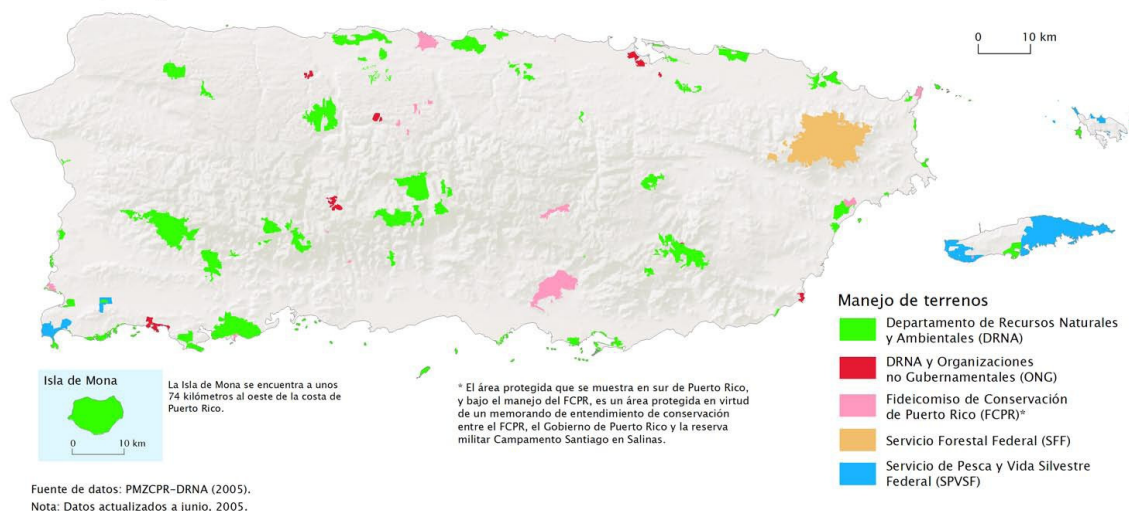 0 10 km
Manejo de terrenos
Departamento de Recursos Naturales
y Ambientales (DRNA)
DRNA y Organizaciones
no Gubernamentales (ONG)
Fideicomiso de Conservación
de Puerto Rico (FCPR)*
Servicio Forestal Federal (SFF)
Servicio de Pesca y Vida Silvestre
Federal (SPVSF)
Isla de Mona
0 10 km
La Isla de Mona se encuentra a unos
74 kilómetros al oeste de la costa de
Puerto Rico.
* El área protegida que se muestra en sur de Puerto Rico,
y bajo el manejo del FCPR, es un área protegida en virtud
de un memorando de entendimiento de conservación
entre el FCPR, el Gobierno de Puerto Rico y la reserva
militar Campamento Santiago en Salinas.
Fuente de datos: PMZCPR-DRNA (2005).
Nota: Datos actualizados a junio, 2005.